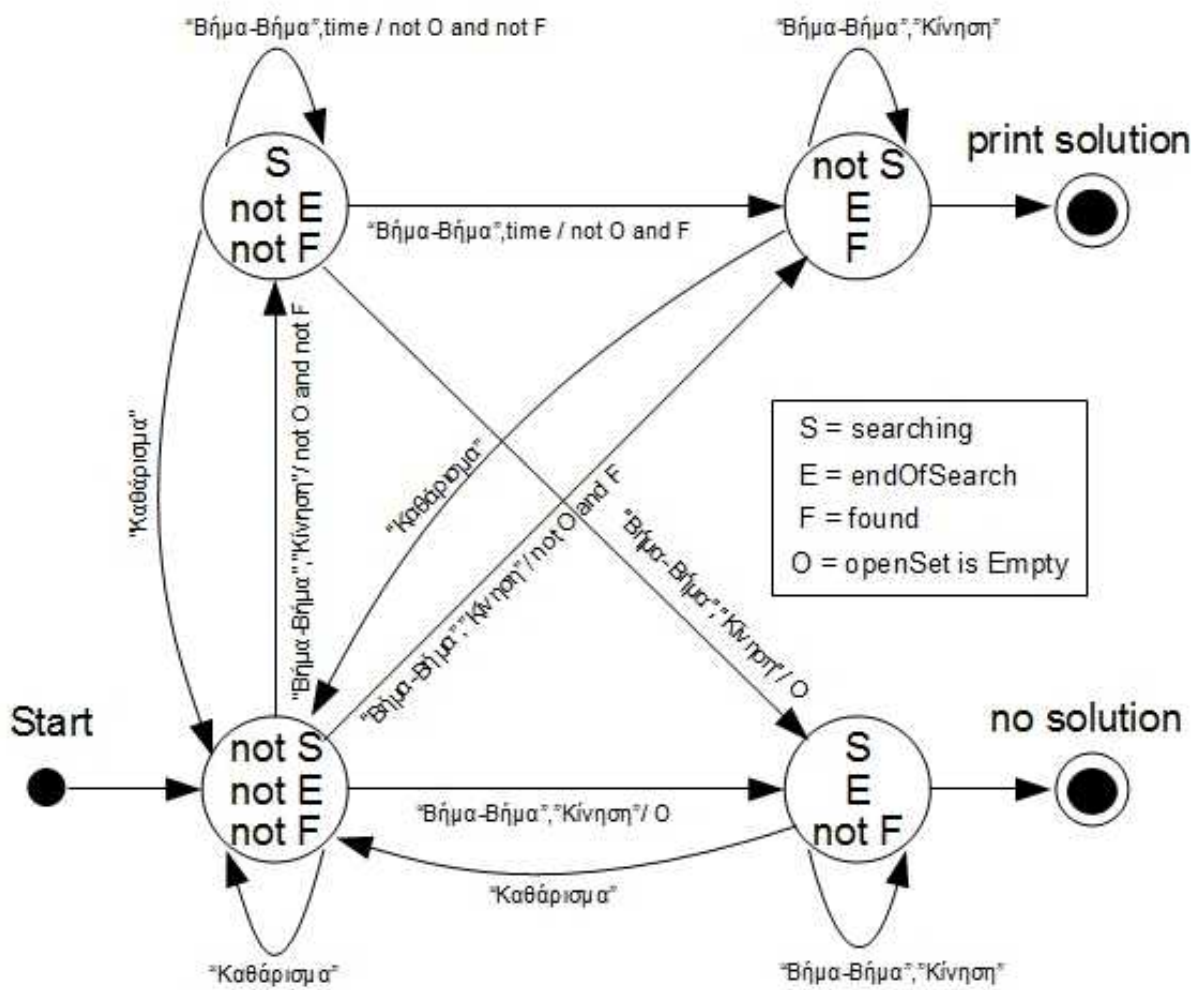 “Βήμα-Βήμα”,time / not O and not F
“Βήμα-Βήμα”,”Κίνηση”
S
not E
not F
not S
E
F
print solution
“Βήμα-Βήμα”,time / not O and F
“Καθάρισμα”
“Βήμα-Βήμα”,”Κίνηση”/ not O and not F
“Καθάρισμα”
“Βήμα-Βήμα”,”Κίνηση”/ not O and F
“Βήμα-Βήμα”,”Κίνηση”/ O
S = searching
E = endOfSearch
F = found
O = openSet is Empty
Start
not S
not E
not F
“Βήμα-Βήμα”,”Κίνηση”/ O
S
E
not F
no solution
“Καθάρισμα”
“Καθάρισμα”
“Βήμα-Βήμα”,”Κίνηση”